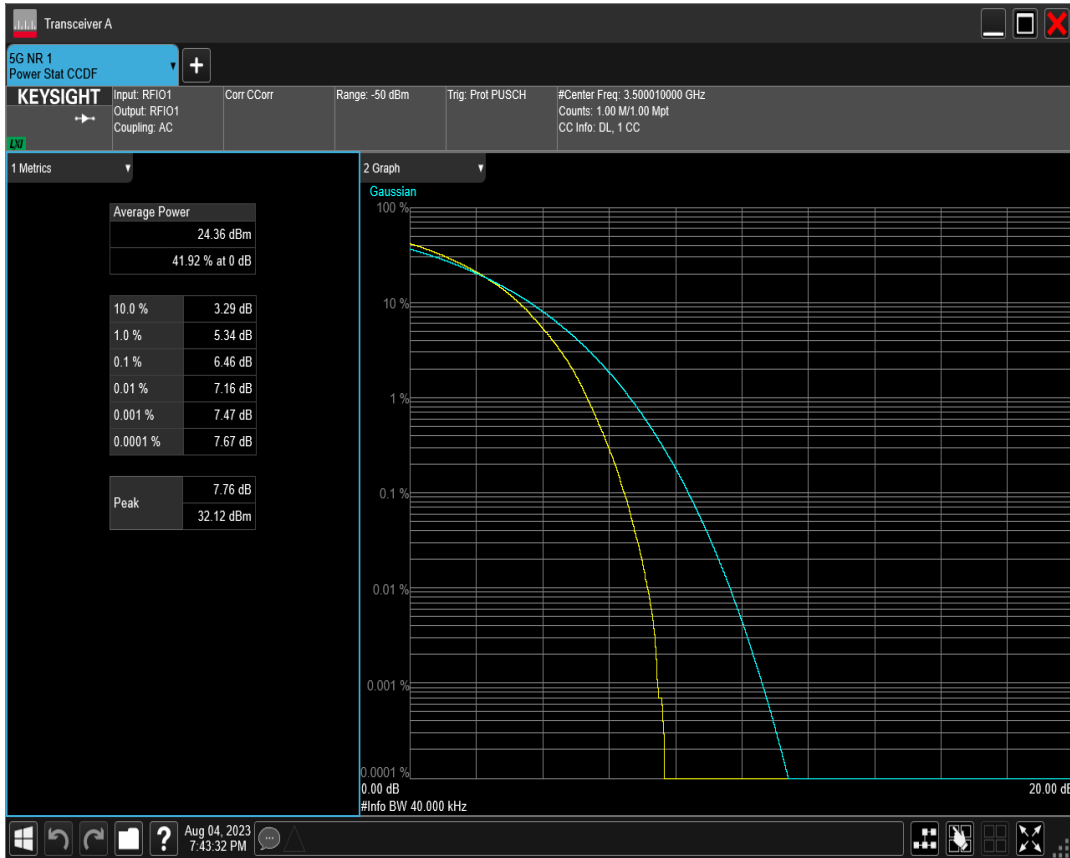 Transceiver A
5G NR 1
Power Stat CCDF
KEYSIGHT
LXI
Input: RFIO1
Output: RFIO1
Coupling: AC
Corr CCorr
Range: -50 dBm
Trig: Prot PUSCH
#Center Freq: 3.500010000 GHz
Counts: 1.00 M/1.00 Mpt
CC Info: DL, 1 CC
1 Metrics
Average Power
24.36 dBm
41.92 % at 0 dB
10.0 % 3.29 dB
1.0 % 5.34 dB
0.1 % 6.46 dB
0.01 % 7.16 dB
0.001 % 7.47 dB
0.0001 % 7.67 dB
Peak
7.76 dB
32.12 dBm
2 Graph
Gaussian
100 %
10 %
1 %
0.1 %
0.01 %
0.001 %
0.0001 %
0.00 dB 20.00 dB
#Info BW 40.000 kHz
?
Aug 04, 2023
7:43:32 PM